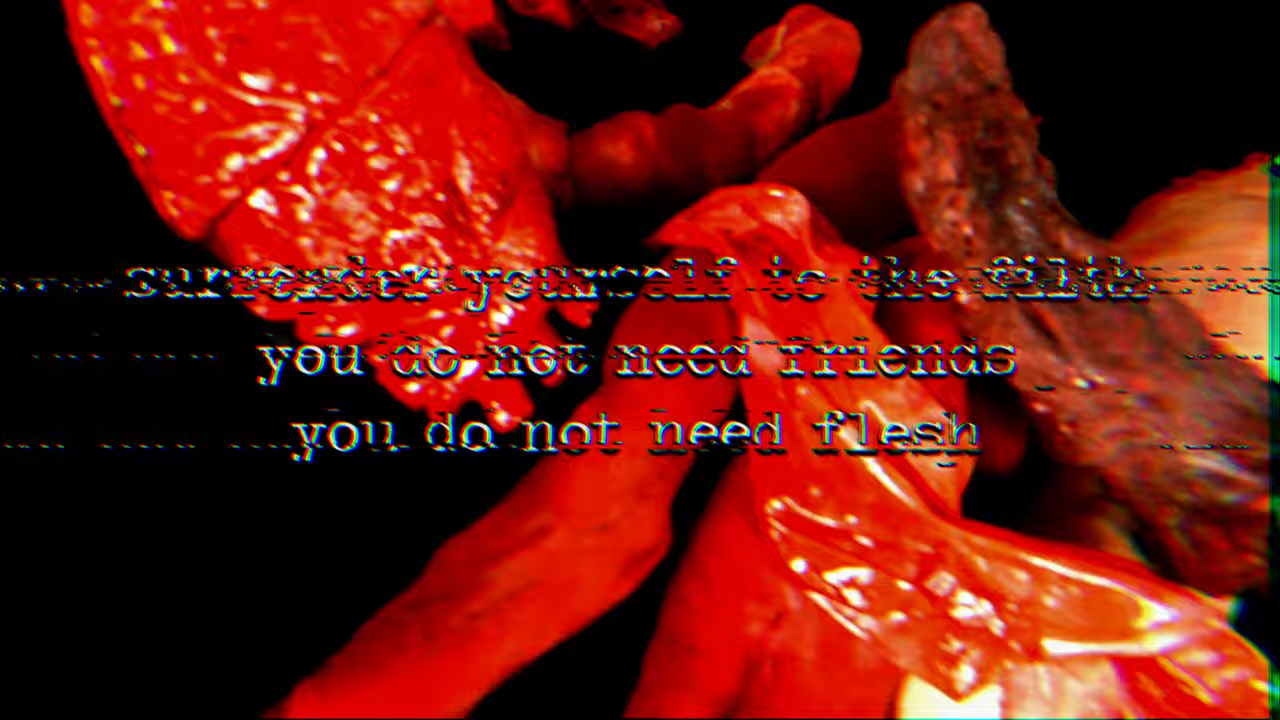 surrender yourself to the filth
you do not need friends
you do not need flesh